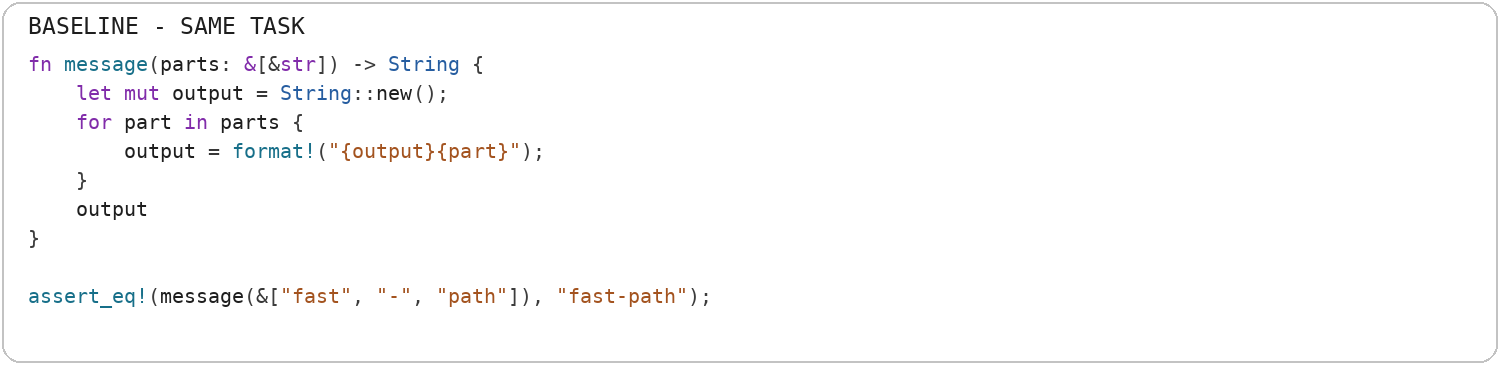 BASELINE - SAME TASK
fn message(parts: &[&str]) -> String {
    let mut output = String::new();
    for part in parts {
        output = format!("{output}{part}");
    }
    output
}
assert_eq!(message(&["fast", "-", "path"]), "fast-path");